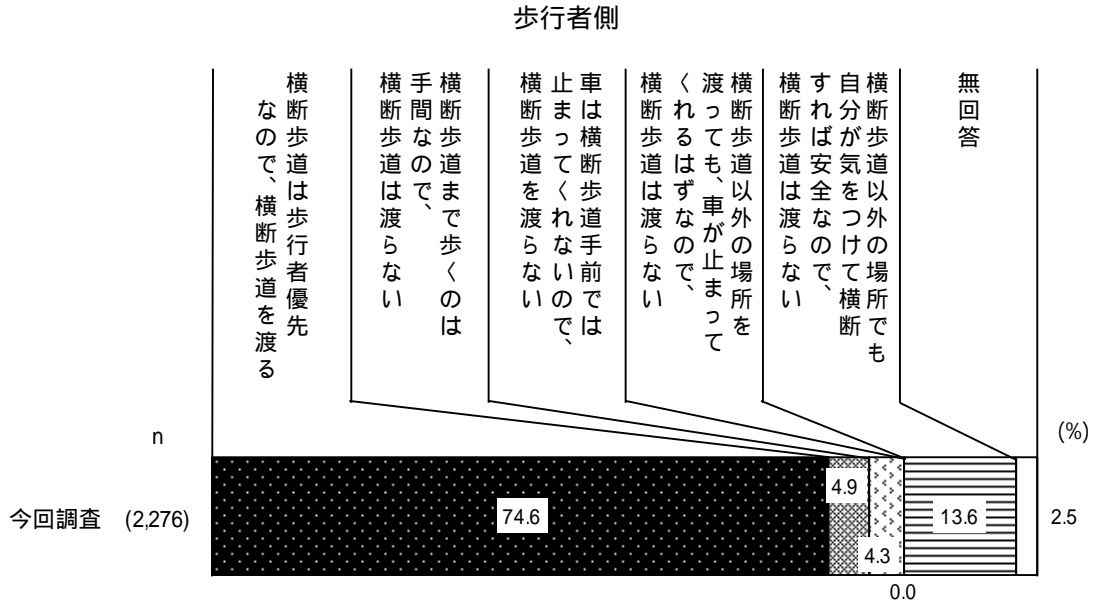 歩行者側
横断歩道は歩行者優先
なので、横断歩道を渡る
横断歩道まで歩くのは
手間なので、
横断歩道は渡らない
車は横断歩道手前では
止まってくれないので、
横断歩道を渡らない
横断歩道以外の場所を
渡っても、車が止まって
くれるはずなので、
横断歩道は渡らない
横断歩道以外の場所でも
自分が気をつけて横断
すれば安全なので、
横断歩道は渡らない
無回答
n
(%)
今回調査 (2,276)
74.6
4.9
4.3
0.0
13.6
2.5